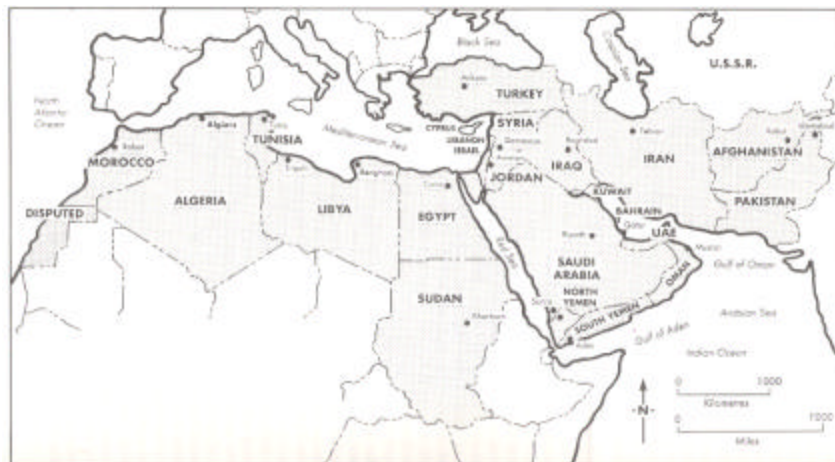 Black Sea
Caspian Sea
U.S.S.R.
North
Atlantic
Ocean
Ankara
TURKEY
Algiers
Tunis
TUNISIA
Mediterranean Sea
CYPRUS
LEBANON
ISRAEL
SYRIA
Damascus
Baghdad
Tehran
IRAN
Kabul
AFGHANISTAN
Rabat
MOROCCO
IRAQ
JORDAN
Tripoli
Benghazi
Cairo
KUWAIT
PAKISTAN
DISPUTED
ALGERIA
LIBYA
EGYPT
BAHRAIN
Qatar
UAE
Riyadh
Muscat
Gulf of Oman
Red Sea
SAUDI
ARABIA
OMAN
SUDAN
NORTH
YEMEN
Khartoum
SOUTH YEMEN
Aden
Gulf of Aden
Arabian Sea
Indian Ocean
-N-
0 1000
Kilometres
0 1000
Miles